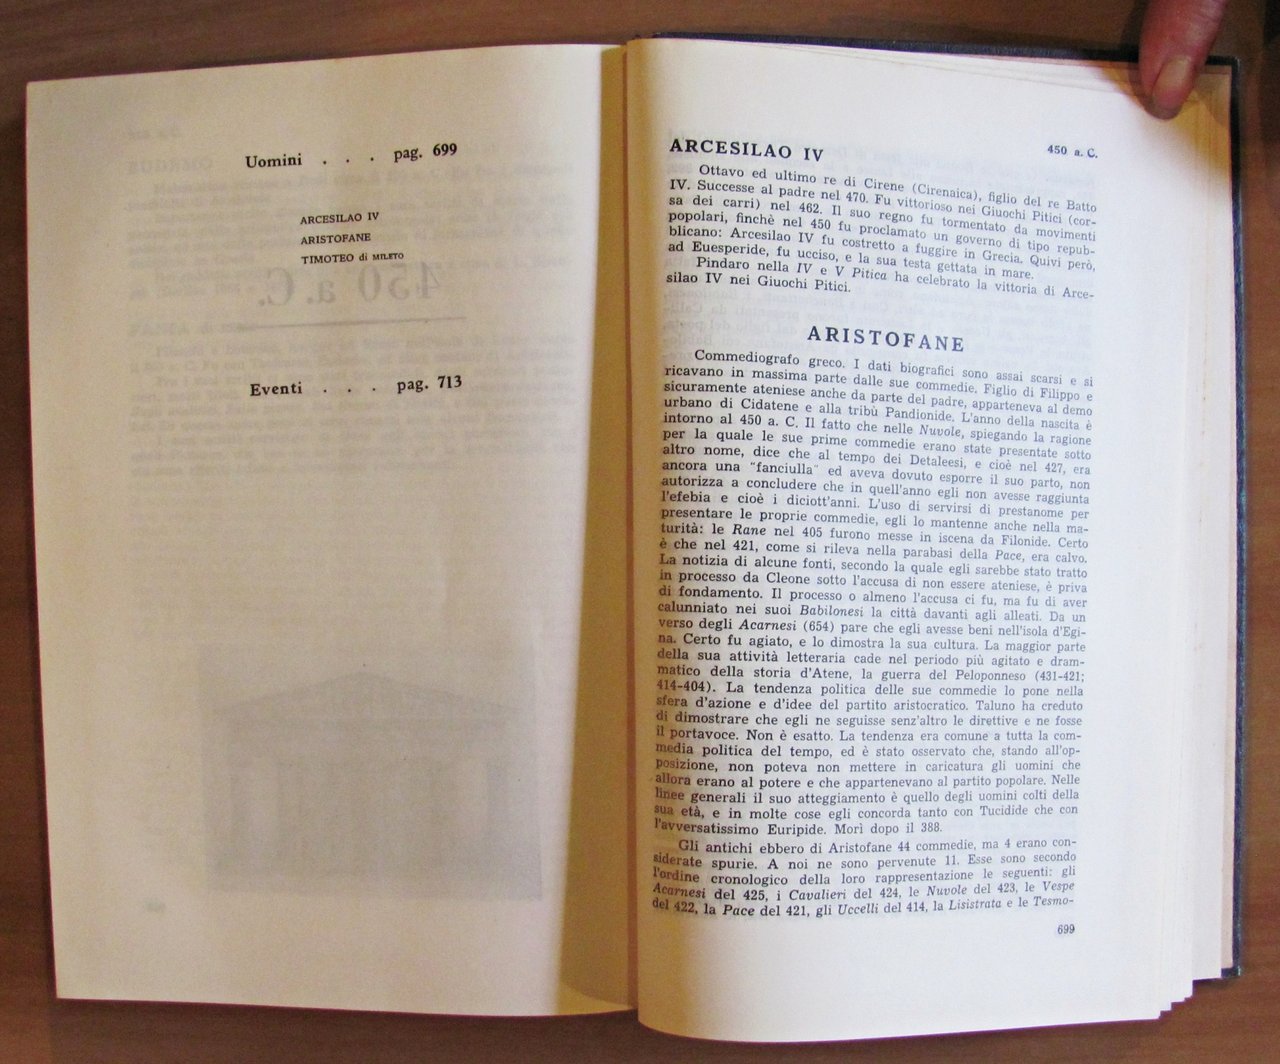 Uomini . . . pag. 699
ARCESILAO IV
ARISTOFANE
TIMOTEO di MILETO
450 a. C.
Eventi . . . pag. 713
ARCESILAO IV
450 a. C.
Ottavo ed ultimo re di Cirene (Cirenaica), figlio del re Batto
IV. Successe al padre nel 470. Fu vittorioso nei Giuochi Pitici (cor-
sa dei carri) nel 462. Il suo regno fu tormentato da movimenti
popolari, finchè nel 450 fu proclamato un governo di tipo repub-
blicano: Arcesilao IV fu costretto a fuggire in Grecia. Quivi però,
ad Euesperide, fu ucciso, e la sua testa gettata in mare.
Pindaro nella IV e V Pitica ha celebrato la vittoria di Arce-
silao IV nei Giuochi Pitici.
ARISTOFANE
Commediografo greco. I dati biografici sono assai scarsi e si
ricavano in massima parte dalle sue commedie. Figlio di Filippo e
sicuramente ateniese anche da parte del padre, apparteneva al demo
urbano di Cidatene e alla tribù Pandionide. L'anno della nascita è
intorno al 450 a. C. Il fatto che nelle Nuvole, spiegando la ragione
per la quale le sue prime commedie erano state presentate sotto
altro nome, dice che al tempo dei Detaleesi, e cioè nel 427, era
ancora una "fanciulla" ed aveva dovuto esporre il suo parto, non
autorizza a concludere che in quell'anno egli non avesse raggiunta
l'efebia e cioè i diciott'anni. L'uso di servirsi di prestanome per
presentare le proprie commedie, egli lo mantenne anche nella ma-
turità: le Rane nel 405 furono messe in iscena da Filonide. Certo
è che nel 421, come si rileva nella parabasi della Pace, era calvo.
La notizia di alcune fonti, secondo la quale egli sarebbe stato tratto
in processo da Cleone sotto l'accusa di non essere ateniese, è priva
di fondamento. Il processo o almeno l'accusa ci fu, ma fu di aver
calunniato nei suoi Babilonesi la città davanti agli alleati. Da un
verso degli Acarnesi (654) pare che egli avesse beni nell'isola d'Egi-
na. Certo fu agiato, e lo dimostra la sua cultura. La maggior parte
della sua attività letteraria cade nel periodo più agitato e dram-
matico della storia d'Atene, la guerra del Peloponneso (431-421;
414-404). La tendenza politica delle sue commedie lo pone nella
sfera d'azione e d'idee del partito aristocratico. Taluno ha creduto
di dimostrare che egli ne seguisse senz'altro le direttive e ne fosse
il portavoce. Non è esatto. La tendenza era comune a tutta la com-
media politica del tempo, ed è stato osservato che, stando all'op-
posizione, non poteva non mettere in caricatura gli uomini che
allora erano al potere e che appartenevano al partito popolare. Nelle
linee generali il suo atteggiamento è quello degli uomini colti della
sua età, e in molte cose egli concorda tanto con Tucidide che con
l'avversatissimo Euripide. Morì dopo il 388.
Gli antichi ebbero di Aristofane 44 commedie, ma 4 erano con-
siderate spurie. A noi ne sono pervenute 11. Esse sono secondo
l'ordine cronologico della loro rappresentazione le seguenti: gli
Acarnesi del 425, i Cavalieri del 424, le Nuvole del 423, le Vespe
del 422, la Pace del 421, gli Uccelli del 414, la Lisistrata e le Tesmo-
699